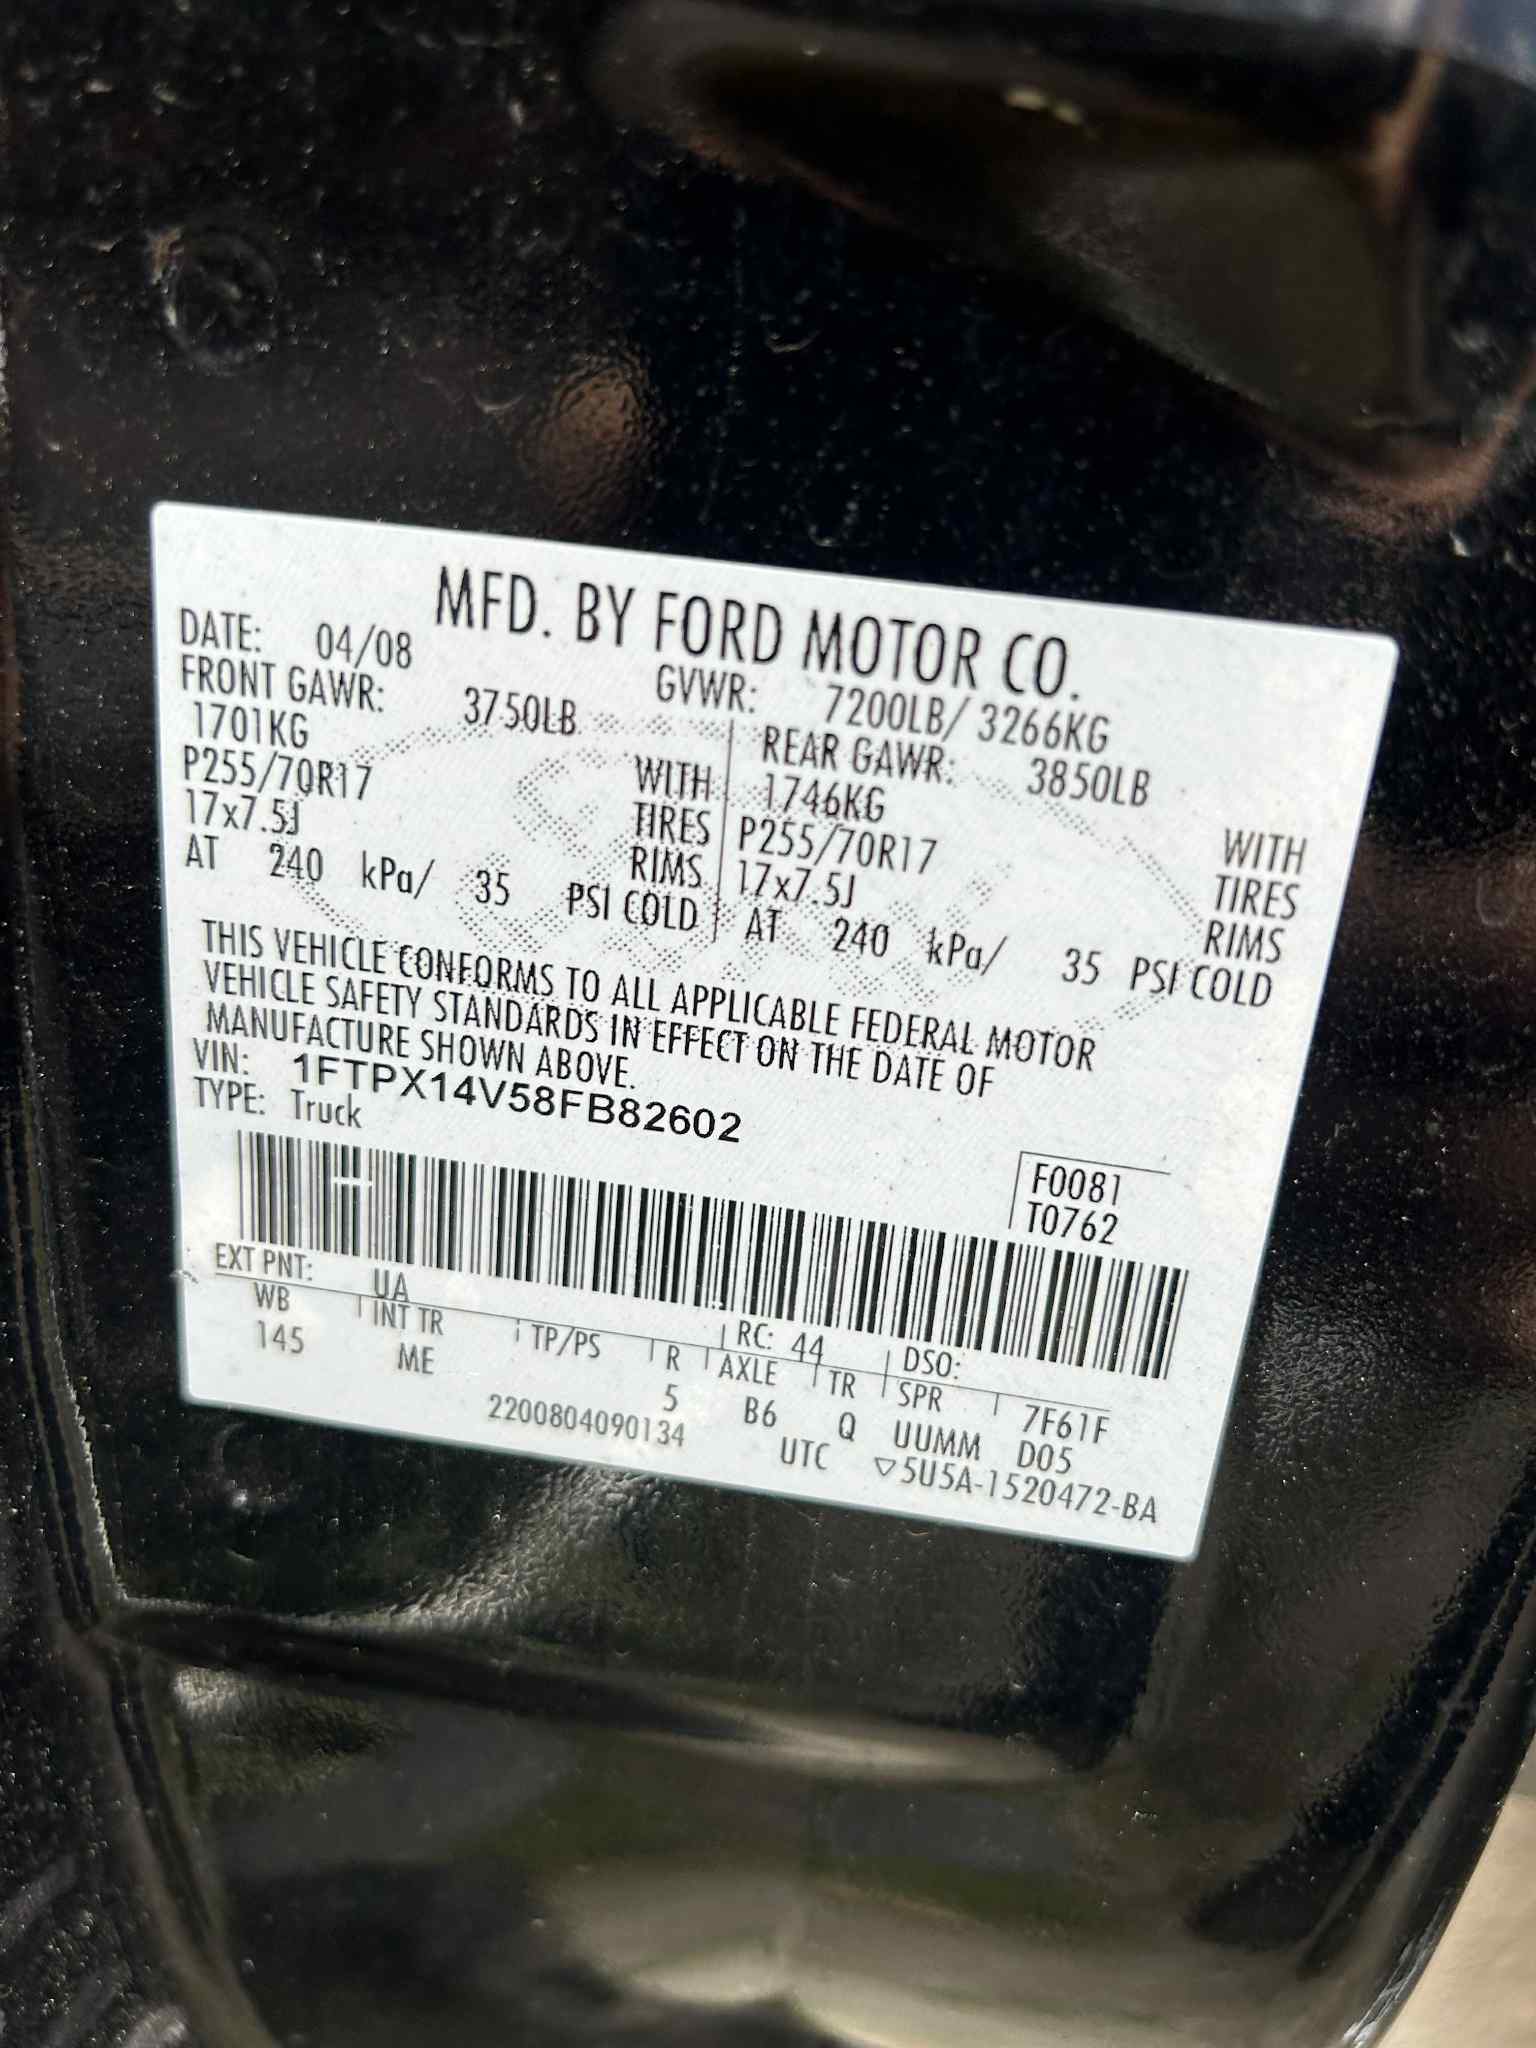 MFD. BY FORD MOTOR CO.
DATE: 04/08 GVWR: 7200LB/ 3266KG
FRONT GAWR: 3750LB REAR GAWR: 3850LB
1701KG WITH 1746KG WITH
P255/70R17 TIRES P255/70R17 TIRES
17x7.5J RIMS 17x7.5J RIMS
AT 240 kPa/ 35 PSI COLD AT 240 kPa/ 35 PSI COLD
THIS VEHICLE CONFORMS TO ALL APPLICABLE FEDERAL MOTOR
VEHICLE SAFETY STANDARDS IN EFFECT ON THE DATE OF
MANUFACTURE SHOWN ABOVE.
VIN: 1FTPX14V58FB82602
TYPE: Truck
F0081
T0762
EXT PNT: UA RC: 44 DSO:
WB INT TR TP/PS R AXLE TR SPR 7F61F
145 ME 5 B6 Q UUMM D05
2200804090134 UTC ▽5U5A-1520472-BA